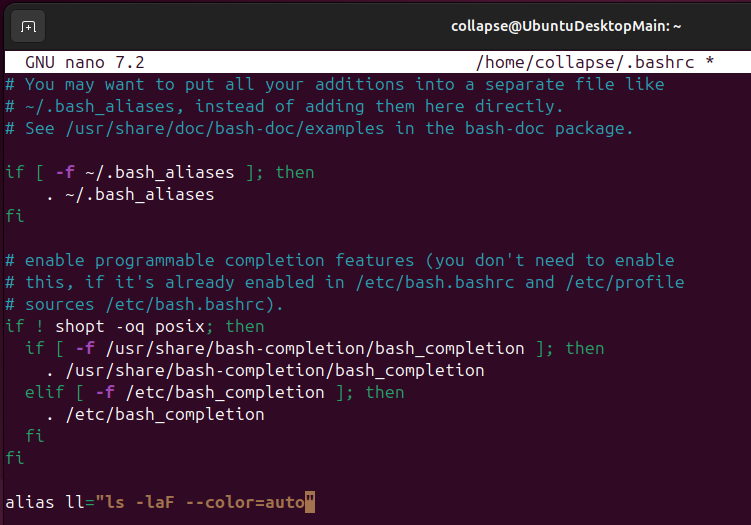 collapse@UbuntuDesktopMain: ~
GNU nano 7.2 /home/collapse/.bashrc *
# You may want to put all your additions into a separate file like
# ~/.bash_aliases, instead of adding them here directly.
# See /usr/share/doc/bash-doc/examples in the bash-doc package.
if [ -f ~/.bash_aliases ]; then
    . ~/.bash_aliases
fi
# enable programmable completion features (you don't need to enable
# this, if it's already enabled in /etc/bash.bashrc and /etc/profile
# sources /etc/bash.bashrc).
if ! shopt -oq posix; then
  if [ -f /usr/share/bash-completion/bash_completion ]; then
    . /usr/share/bash-completion/bash_completion
  elif [ -f /etc/bash_completion ]; then
    . /etc/bash_completion
  fi
fi
alias ll="ls -laF --color=auto"